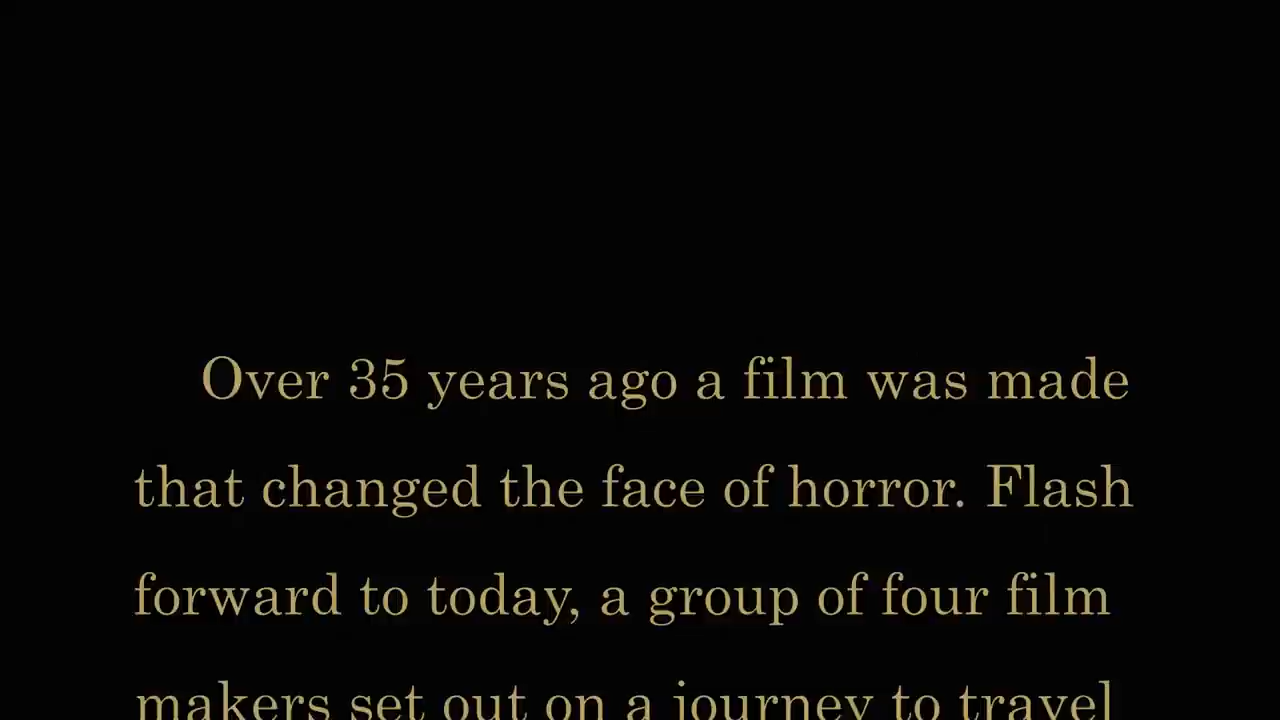 Over 35 years ago a film was made
that changed the face of horror. Flash
forward to today, a group of four film
makers set out on a journey to travel